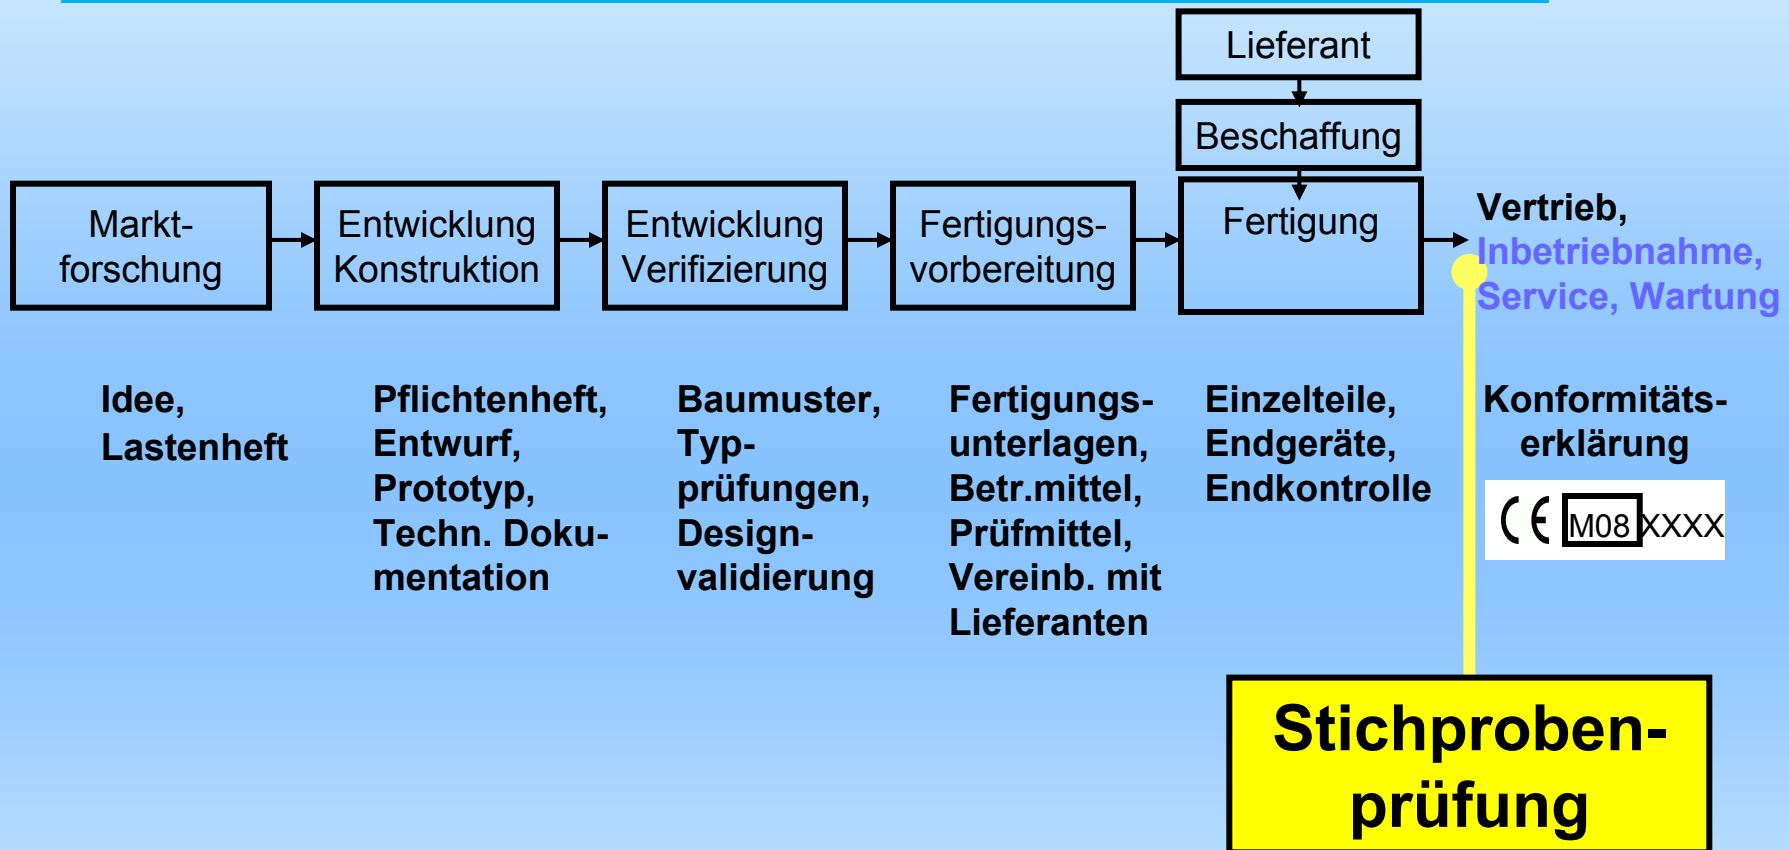 Lieferant
Beschaffung
Markt-
forschung
Entwicklung
Konstruktion
Entwicklung
Verifizierung
Fertigungs-
vorbereitung
Fertigung
Vertrieb,
Inbetriebnahme,
Service, Wartung
Idee,
Lastenheft
Pflichtenheft,
Entwurf,
Prototyp,
Techn. Doku-
mentation
Baumuster,
Typ-
prüfungen,
Design-
validierung
Fertigungs-
unterlagen,
Betr.mittel,
Prüfmittel,
Vereinb. mit
Lieferanten
Einzelteile,
Endgeräte,
Endkontrolle
Konformitäts-
erklärung
CE M08 XXXX
Stichproben-
prüfung